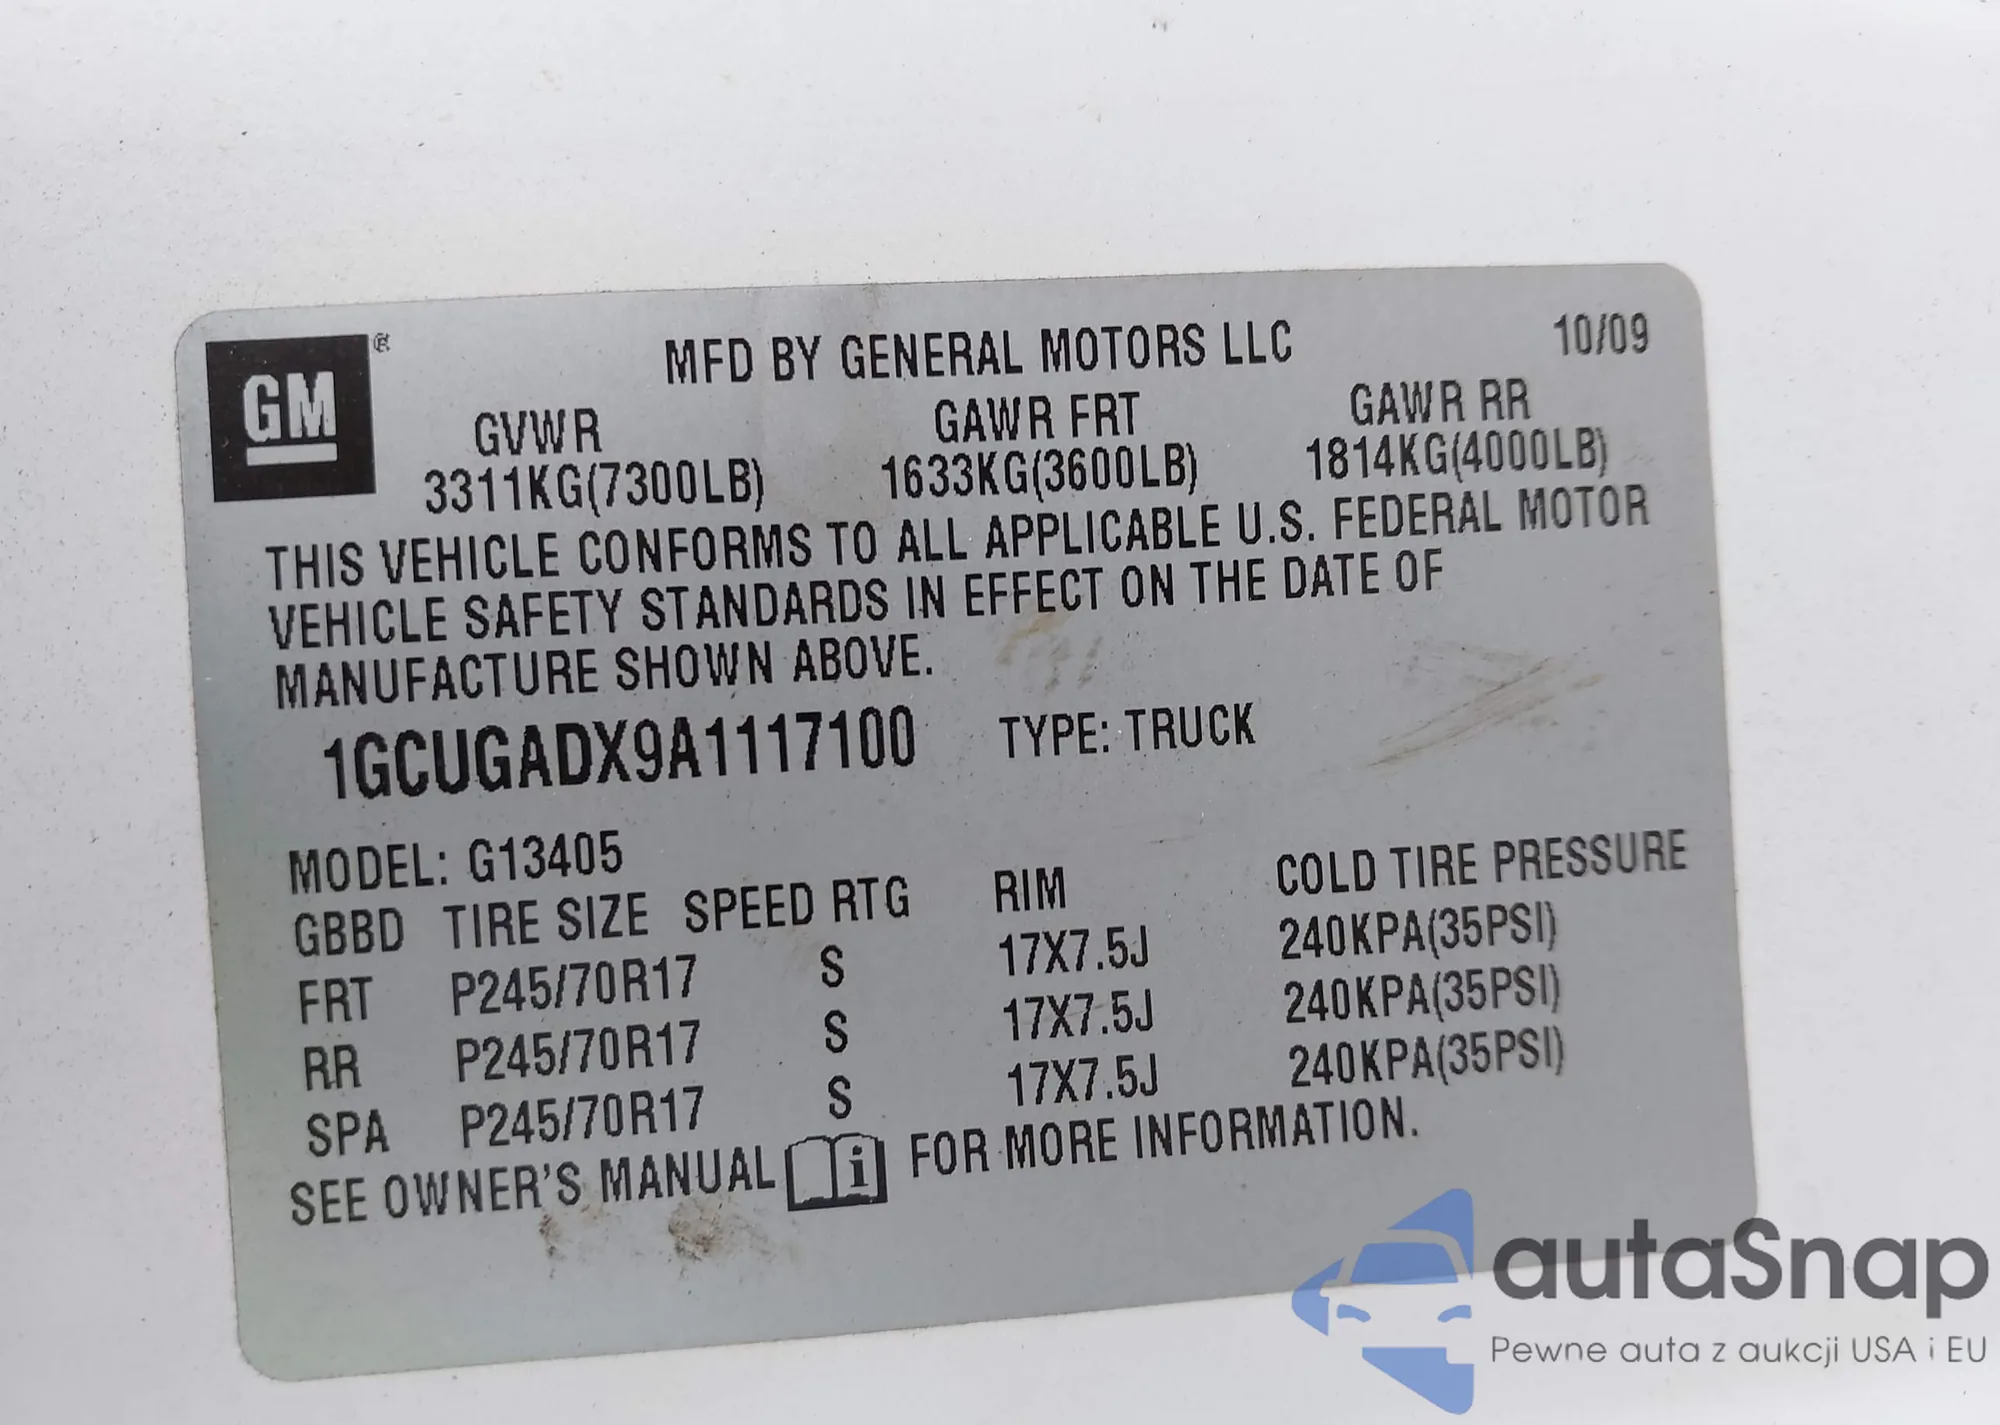 GM®
MFD BY GENERAL MOTORS LLC 10/09
GVWR GAWR FRT GAWR RR
3311KG(7300LB) 1633KG(3600LB) 1814KG(4000LB)
THIS VEHICLE CONFORMS TO ALL APPLICABLE U.S. FEDERAL MOTOR
VEHICLE SAFETY STANDARDS IN EFFECT ON THE DATE OF
MANUFACTURE SHOWN ABOVE.
1GCUGADX9A1117100 TYPE: TRUCK
MODEL: G13405
GBBD TIRE SIZE SPEED RTG RIM COLD TIRE PRESSURE
FRT P245/70R17 S 17X7.5J 240KPA(35PSI)
RR P245/70R17 S 17X7.5J 240KPA(35PSI)
SPA P245/70R17 S 17X7.5J 240KPA(35PSI)
SEE OWNER'S MANUAL i FOR MORE INFORMATION.
autaSnap
Pewne auta z aukcji USA i EU